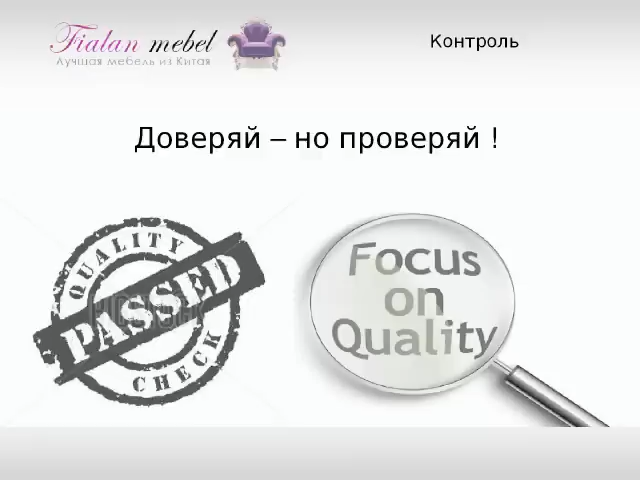 Fialan mebel
Лучшая мебель из Китая
Контроль
Доверяй – но проверяй !
QUALITY
PASSED
CHECK
Focus
on
Quality